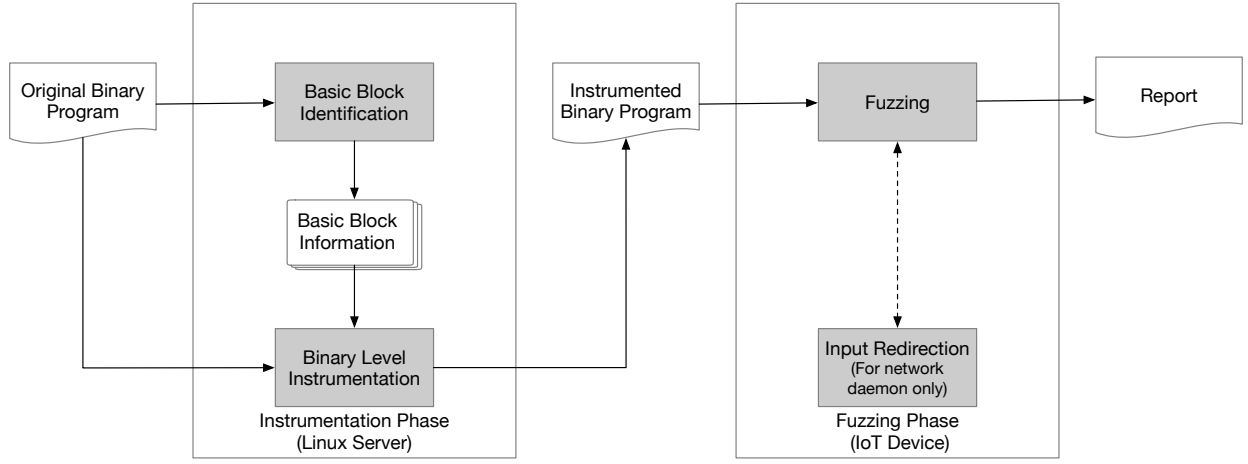 Original Binary
Program
Basic Block
Identification
Basic Block
Information
Binary Level
Instrumentation
Instrumentation Phase
(Linux Server)
Instrumented
Binary Program
Fuzzing
Input Redirection
(For network
daemon only)
Fuzzing Phase
(IoT Device)
Report